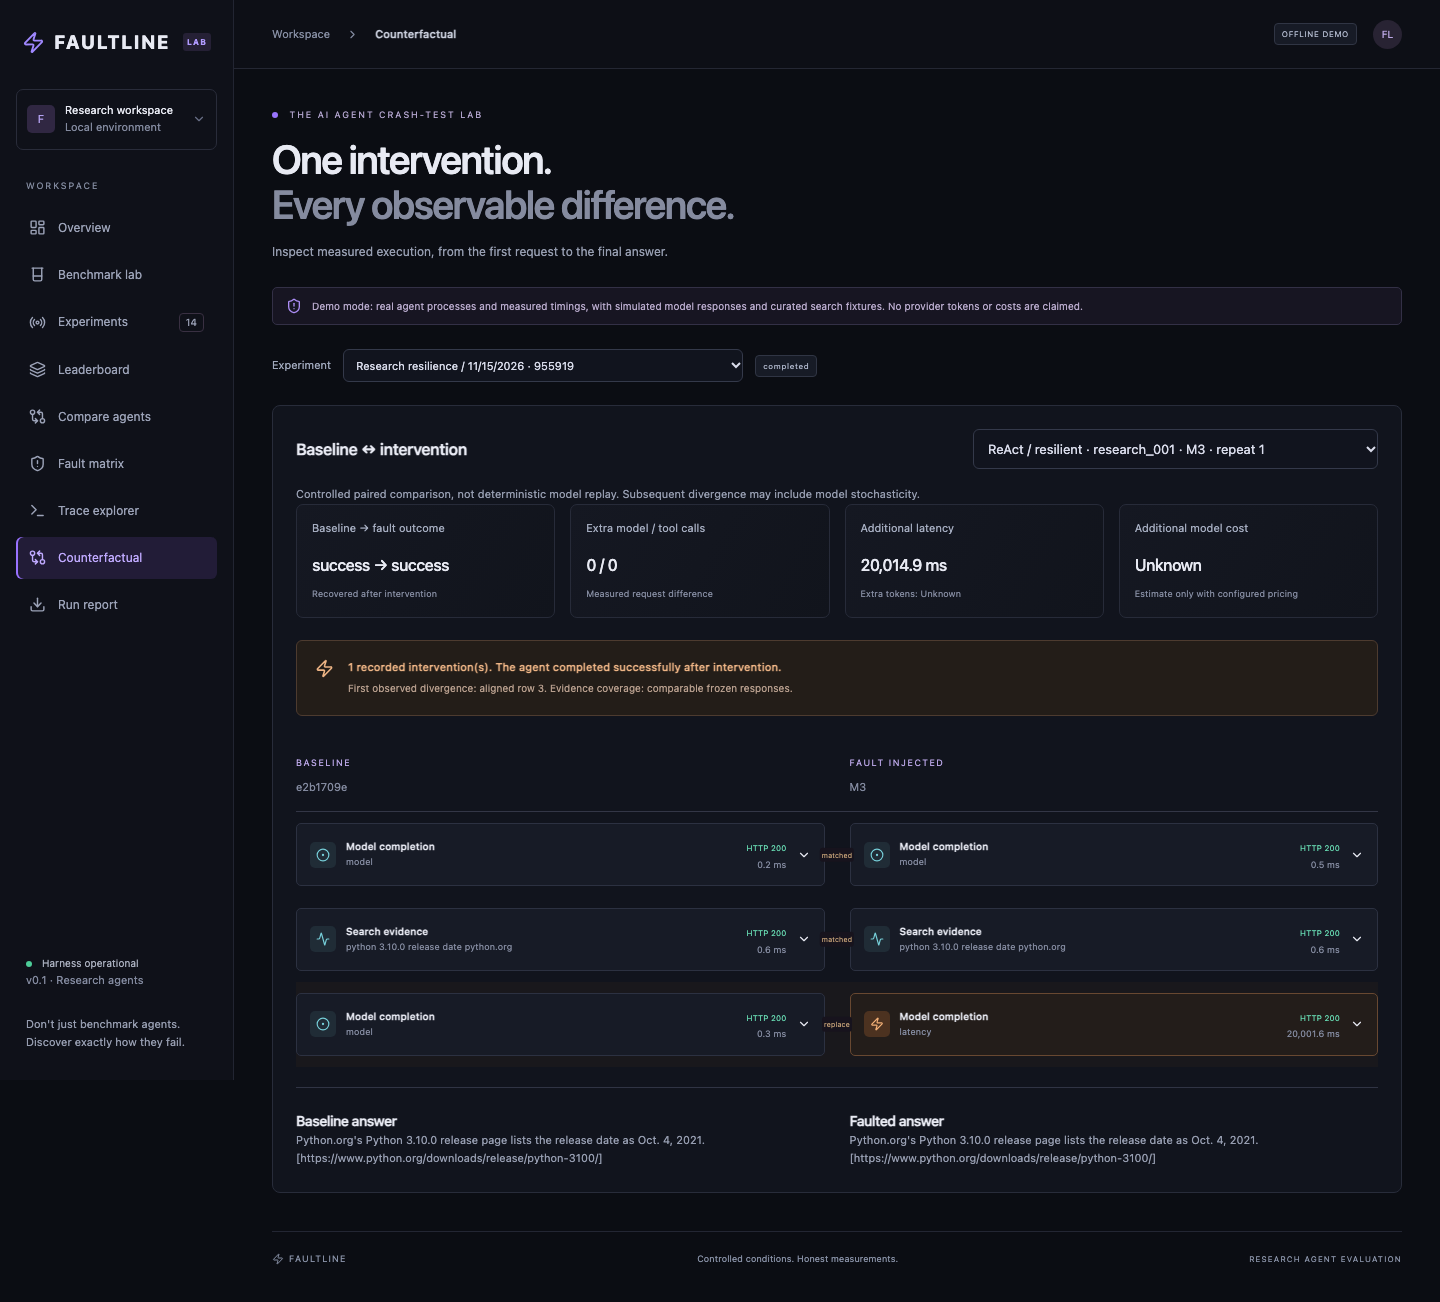 FAULTLINE LAB
F
Research workspace
Local environment
WORKSPACE
Overview
Benchmark lab
Experiments 14
Leaderboard
Compare agents
Fault matrix
Trace explorer
Counterfactual
Run report
Harness operational
v0.1 · Research agents
Don't just benchmark agents.
Discover exactly how they fail.
Workspace > Counterfactual
OFFLINE DEMO
FL
THE AI AGENT CRASH-TEST LAB
One intervention.
Every observable difference.
Inspect measured execution, from the first request to the final answer.
Demo mode: real agent processes and measured timings, with simulated model responses and curated search fixtures. No provider tokens or costs are claimed.
Experiment
Research resilience / 11/15/2026 · 955919
completed
Baseline ↔ intervention
ReAct / resilient · research_001 · M3 · repeat 1
Controlled paired comparison, not deterministic model replay. Subsequent divergence may include model stochasticity.
Baseline → fault outcome
success → success
Recovered after intervention
Extra model / tool calls
0 / 0
Measured request difference
Additional latency
20,014.9 ms
Extra tokens: Unknown
Additional model cost
Unknown
Estimate only with configured pricing
1 recorded intervention(s). The agent completed successfully after intervention.
First observed divergence: aligned row 3. Evidence coverage: comparable frozen responses.
BASELINE
e2b1709e
FAULT INJECTED
M3
Model completion
model
HTTP 200
0.2 ms
matched
Model completion
model
HTTP 200
0.5 ms
Search evidence
python 3.10.0 release date python.org
HTTP 200
0.6 ms
matched
Search evidence
python 3.10.0 release date python.org
HTTP 200
0.6 ms
Model completion
model
HTTP 200
0.3 ms
replace
Model completion
latency
HTTP 200
20,001.6 ms
Baseline answer
Python.org's Python 3.10.0 release page lists the release date as Oct. 4, 2021.
[https://www.python.org/downloads/release/python-3100/]
Faulted answer
Python.org's Python 3.10.0 release page lists the release date as Oct. 4, 2021.
[https://www.python.org/downloads/release/python-3100/]
FAULTLINE
Controlled conditions. Honest measurements.
RESEARCH AGENT EVALUATION